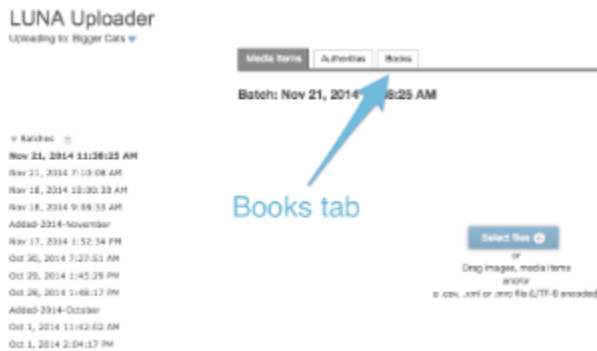 LUNA Uploader
Uploading to: Bigger Cats
Media Items Authorities Books
Batch: Nov 21, 2014 :38:25 AM
Batches
Nov 21, 2014 11:38:25 AM
Nov 21, 2014 7:10:08 AM
Nov 18, 2014 10:00:33 AM
Nov 18, 2014 9:08:33 AM
Added-2014-November
Nov 17, 2014 1:52:34 PM
Oct 30, 2014 7:27:51 AM
Oct 29, 2014 1:45:29 PM
Oct 28, 2014 1:48:17 PM
Added-2014-October
Oct 1, 2014 11:42:02 AM
Oct 1, 2014 2:04:17 PM
Books tab
Select files
or
Drag images, media items
and/or
a .csv, .xml or .mrc file (UTF-8 encoded